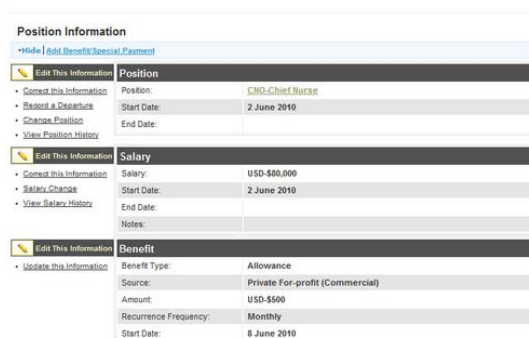 Position Information
Hide | Add Benefit/Special Payment
Edit This Information Position
Correct this Information
Position: CNO-Chief Nurse
Record a Departure
Start Date: 2 June 2010
Change Position
End Date:
View Position History
Edit This Information Salary
Correct this Information
Salary: USD-$80,000
Salary Change
Start Date: 2 June 2010
View Salary History
End Date:
Notes:
Edit This Information Benefit
Update this Information
Benefit Type: Allowance
Source: Private For-profit (Commercial)
Amount: USD-$500
Recurrence Frequency: Monthly
Start Date: 8 June 2010